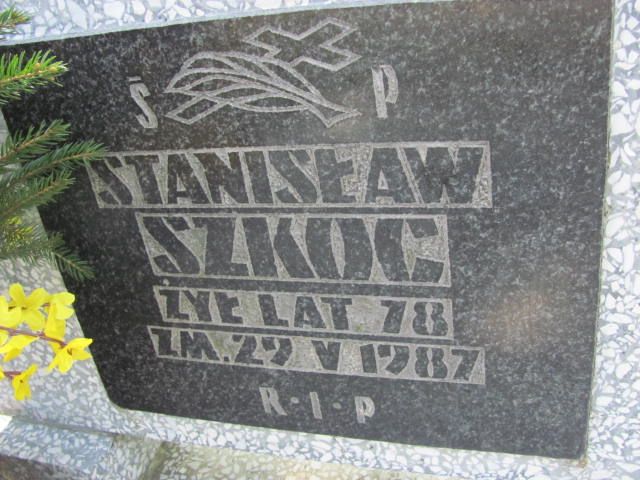 Ś P
STANISŁAW
SZKOC
ŻYŁ LAT 78
ZM. 29 V 1987
R·I·P